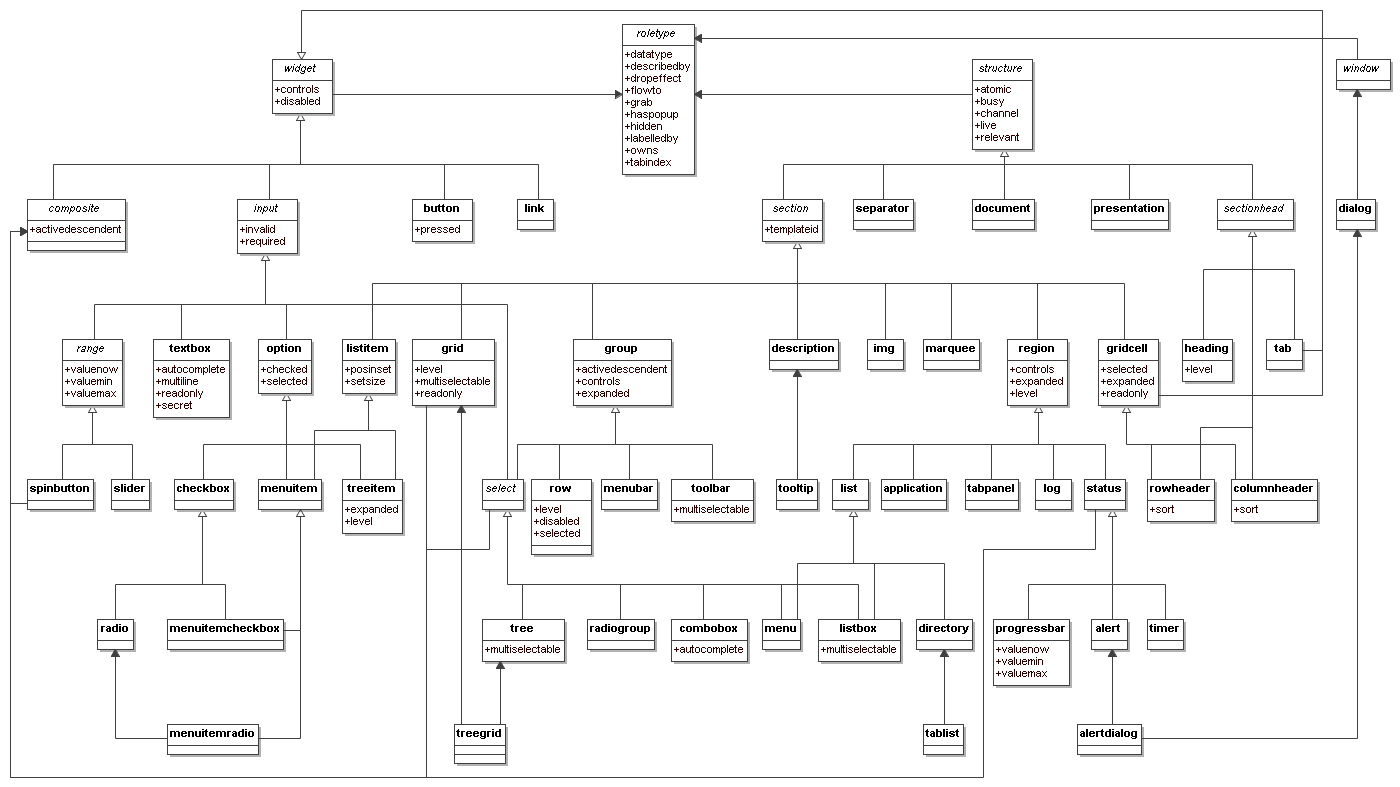 roletype
+datatype
+describedby
+dropeffect
+flowto
+grab
+haspopup
+hidden
+labelledby
+owns
+tabindex
widget
+controls
+disabled
structure
+atomic
+busy
+channel
+live
+relevant
window
composite
+activedescendent
input
+invalid
+required
button
+pressed
link
section
+templateid
separator
document
presentation
sectionhead
dialog
range
+valuenow
+valuemin
+valuemax
textbox
+autocomplete
+multiline
+readonly
+secret
option
+checked
+selected
listitem
+posinset
+setsize
grid
+level
+multiselectable
+readonly
group
+activedescendent
+controls
+expanded
description
img
marquee
region
+controls
+expanded
+level
gridcell
+selected
+expanded
+readonly
heading
+level
tab
spinbutton
slider
checkbox
menuitem
treeitem
+expanded
+level
select
row
+level
+disabled
+selected
menubar
toolbar
+multiselectable
tooltip
list
application
tabpanel
log
status
rowheader
+sort
columnheader
+sort
radio
menuitemcheckbox
tree
+multiselectable
radiogroup
combobox
+autocomplete
menu
listbox
+multiselectable
directory
progressbar
+valuenow
+valuemin
+valuemax
alert
timer
menuitemradio
treegrid
tablist
alertdialog